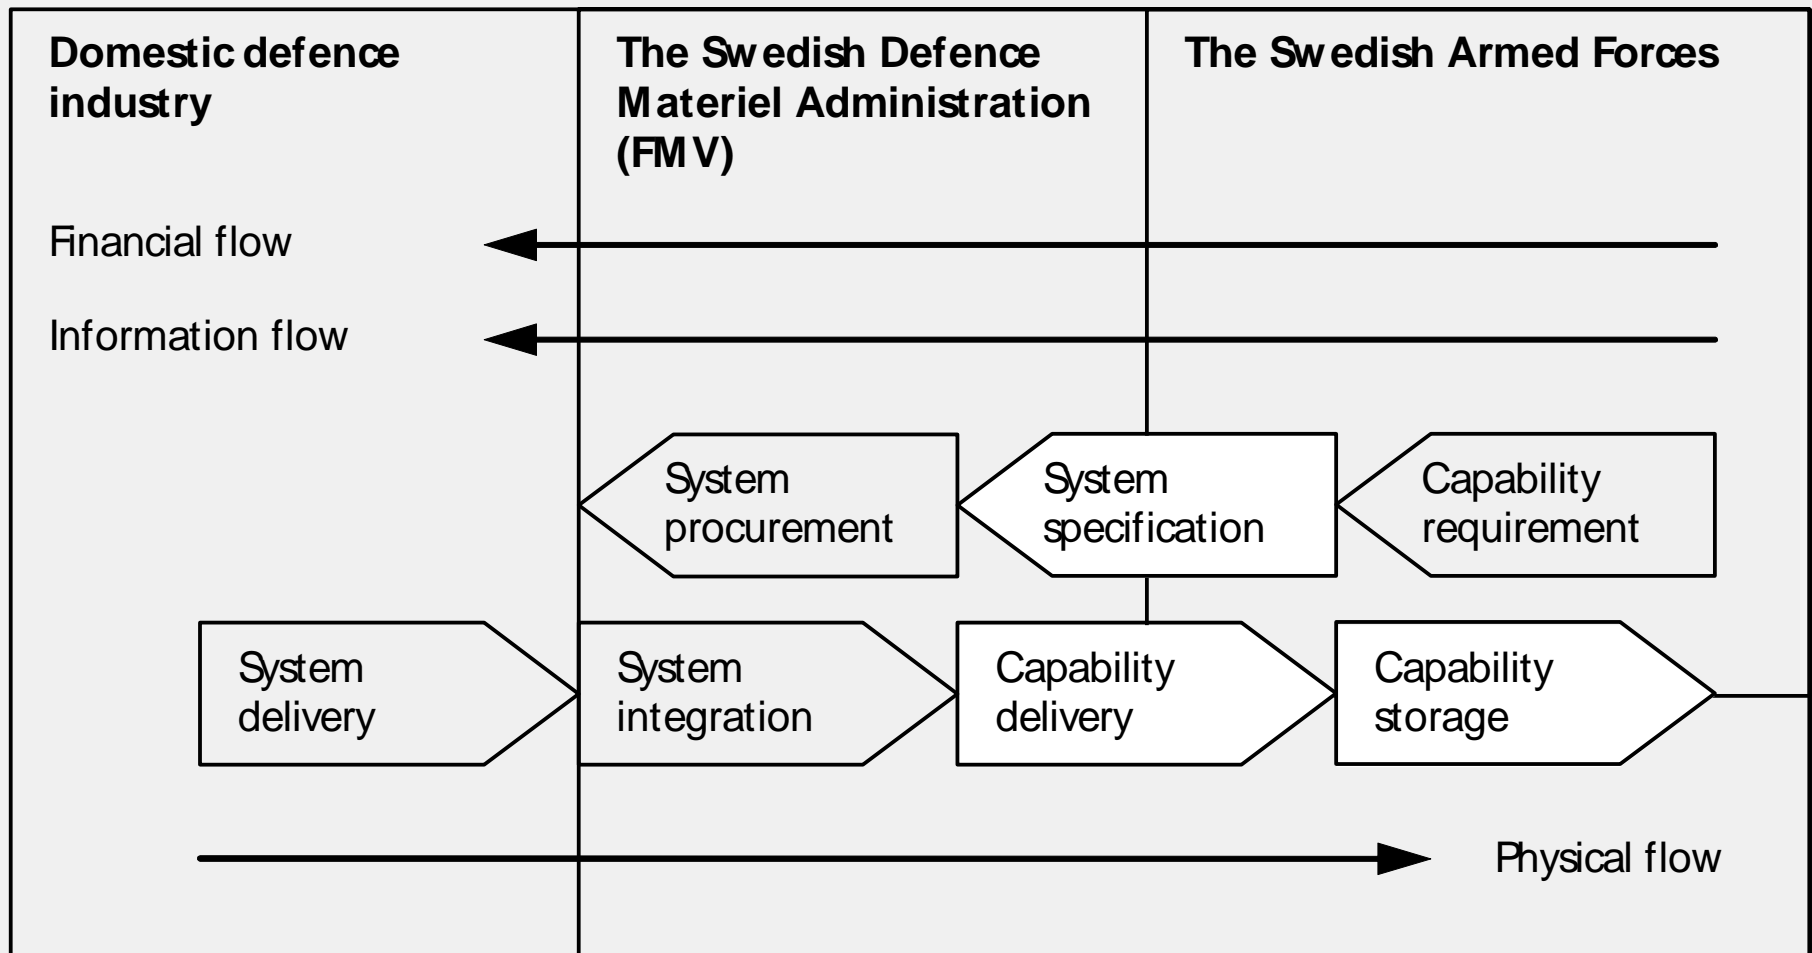 Domestic defence
industry
The Swedish Defence
Materiel Administration
(FMV)
The Swedish Armed Forces
Financial flow
Information flow
System
procurement
System
specification
Capability
requirement
System
delivery
System
integration
Capability
delivery
Capability
storage
Physical flow